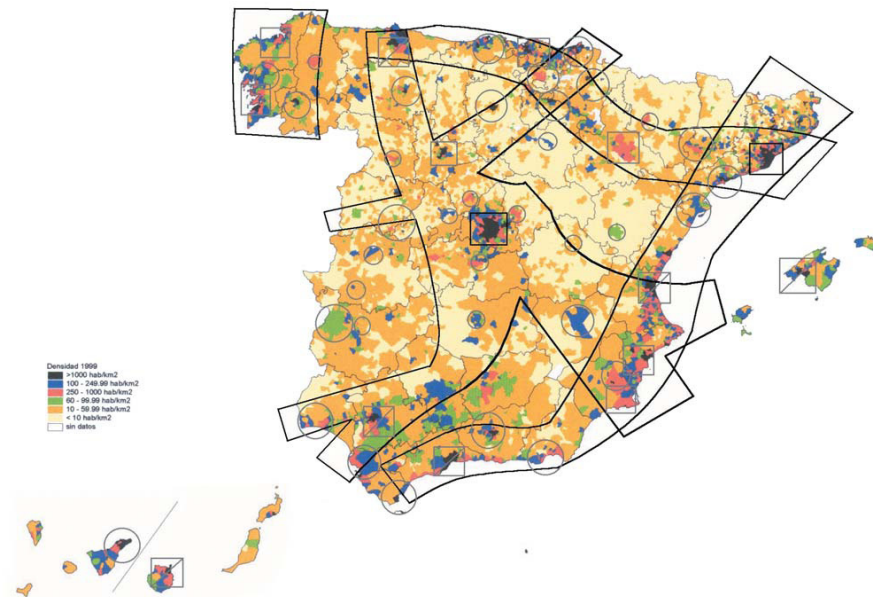 Densidad 1999
>1000 hab/km2
100 - 249.99 hab/km2
250 - 1000 hab/km2
60 - 99.99 hab/km2
10 - 59.99 hab/km2
< 10 hab/km2
sin datos